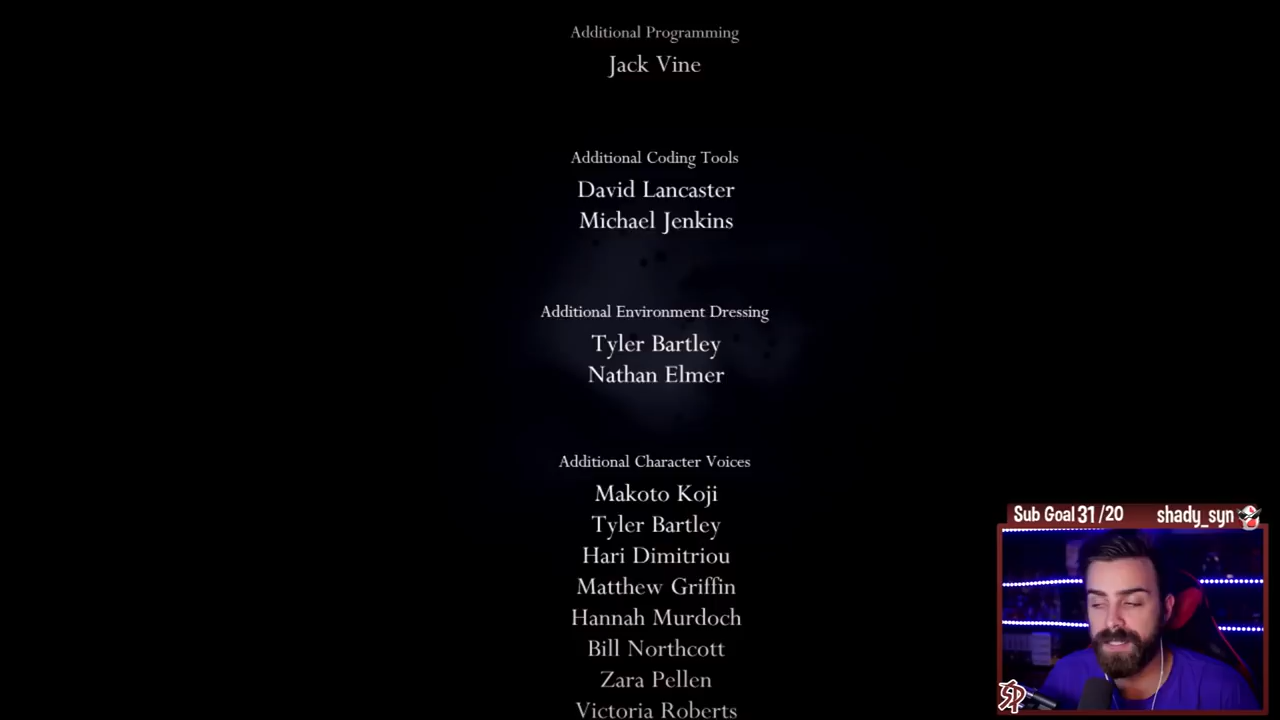 Additional Programming
Jack Vine
Additional Coding Tools
David Lancaster
Michael Jenkins
Additional Environment Dressing
Tyler Bartley
Nathan Elmer
Additional Character Voices
Makoto Koji
Tyler Bartley
Hari Dimitriou
Matthew Griffin
Hannah Murdoch
Bill Northcott
Zara Pellen
Victoria Roberts
Sub Goal 31/20 shady_syn